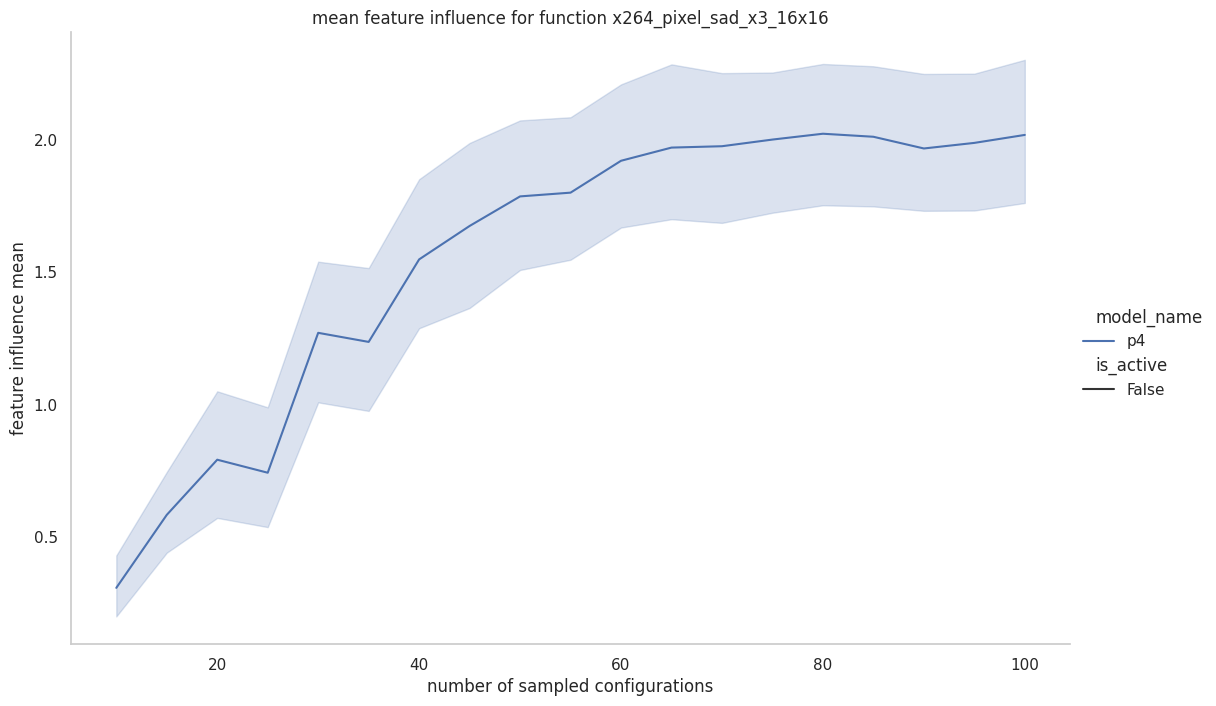 mean feature influence for function x264_pixel_sad_x3_16x16
feature influence mean
2.0
1.5
1.0
0.5
20
40
60
80
100
number of sampled configurations
model_name
p4
is_active
False